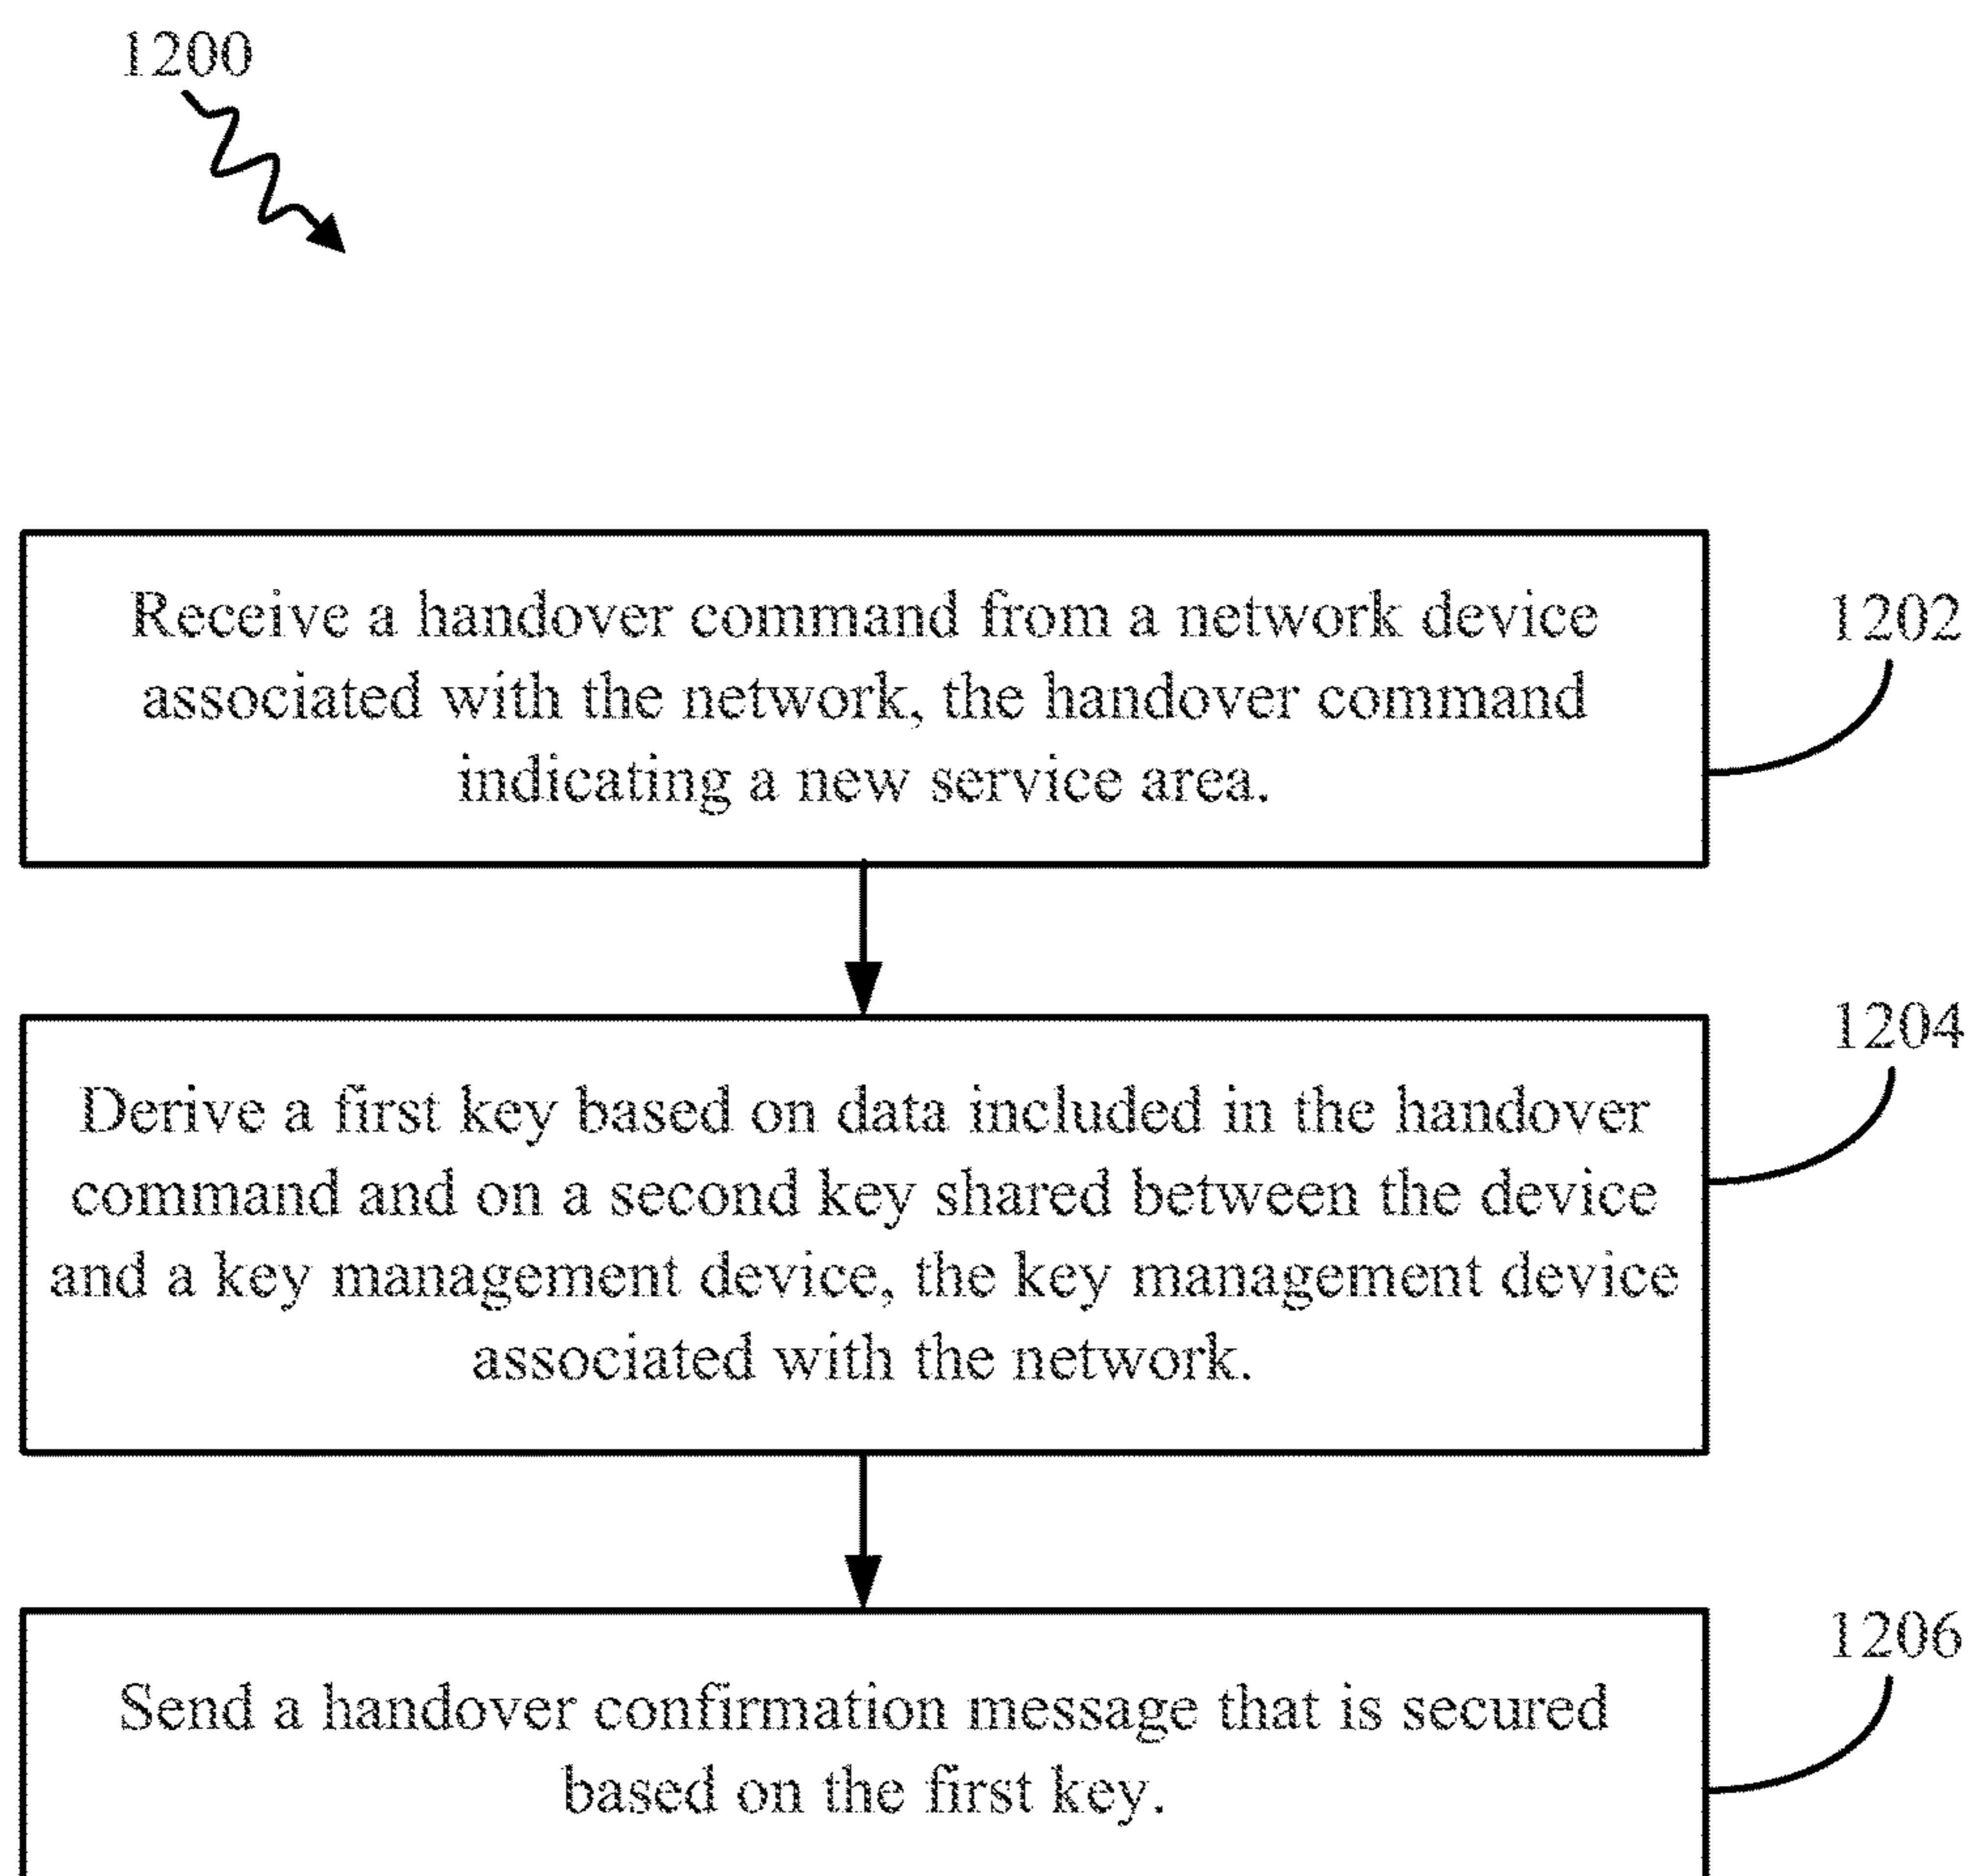 1200
Receive a handover command from a network device
associated with the network, the handover command
indicating a new service area.
1202
Derive a first key based on data included in the handover
command and on a second key shared between the device
and a key management device, the key management device
associated with the network.
1204
Send a handover confirmation message that is secured
based on the first key.
1206